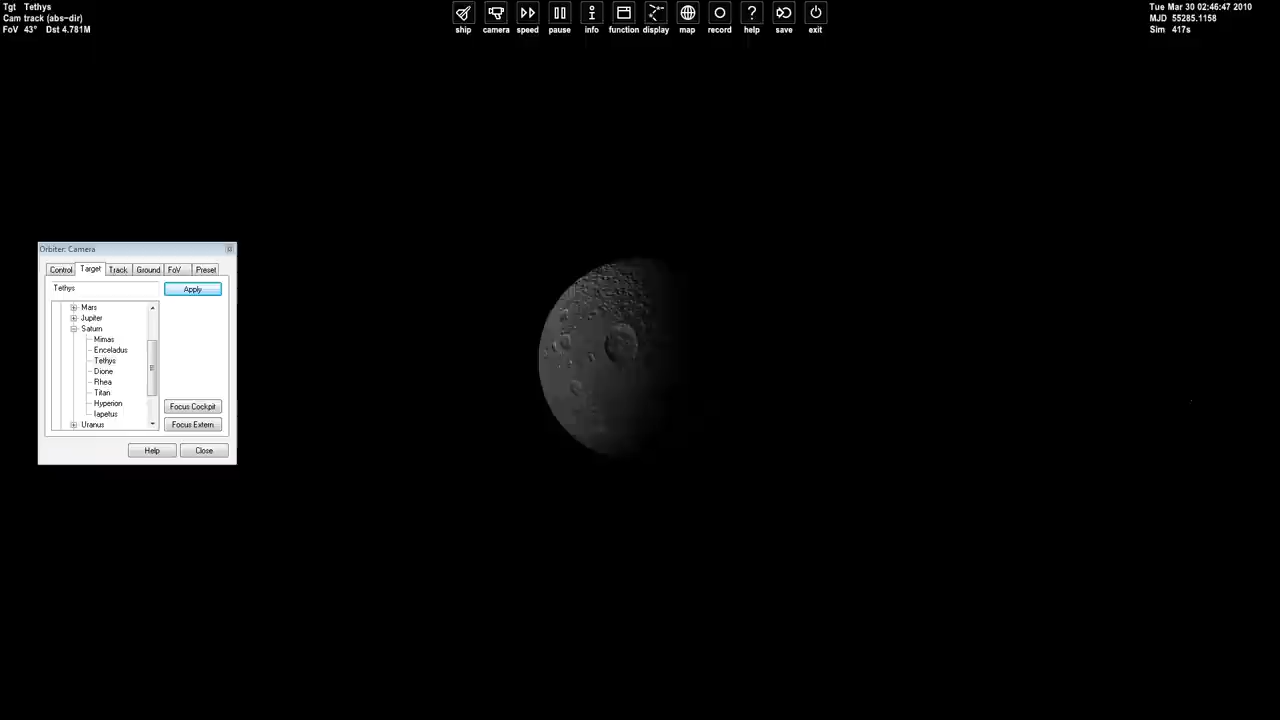 Tgt Tethys
Cam track (abs-dir)
FoV 43° Dst 4.781M
ship camera speed pause info function display map record help save exit
Tue Mar 30 02:46:47 2010
MJD 55285.1158
Sim 417s
Orbiter: Camera
Control Target Track Ground FoV Preset
Tethys
Apply
Mars
Jupiter
Saturn
Mimas
Enceladus
Tethys
Dione
Rhea
Titan
Hyperion
Iapetus
Uranus
Focus Cockpit
Focus Extern
Help Close